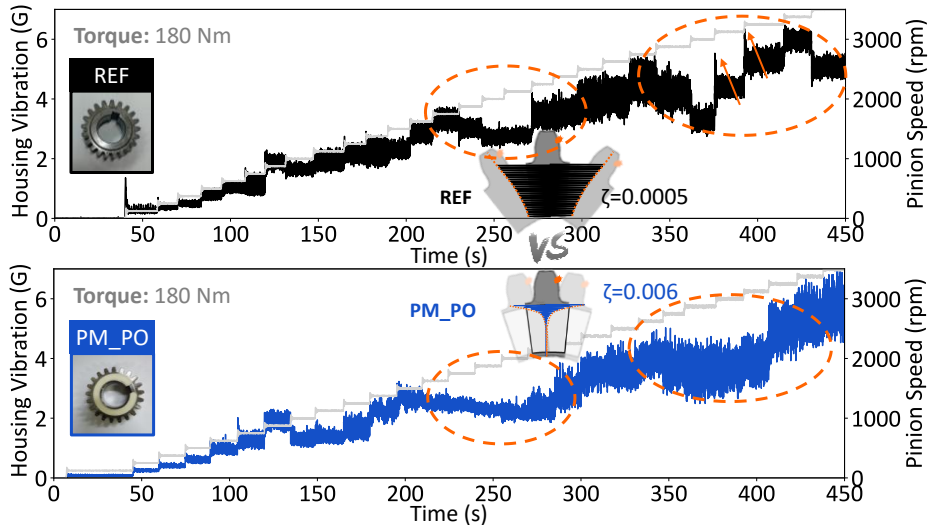 Housing Vibration (G)
Torque: 180 Nm
REF
6
4
2
0
REF
ζ=0.0005
VS
3000
2000
1000
0
Pinion Speed (rpm)
0 50 100 150 200 250 300 350 400 450
Time (s)
Housing Vibration (G)
Torque: 180 Nm
PM_PO
6
4
2
0
PM_PO
ζ=0.006
3000
2000
1000
0
Pinion Speed (rpm)
0 50 100 150 200 250 300 350 400 450
Time (s)